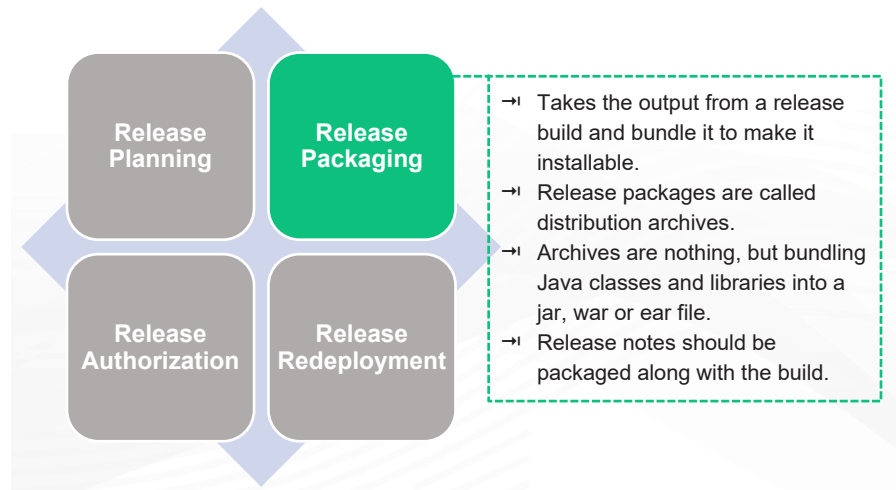 Release
Planning
Release
Packaging
Release
Authorization
Release
Redeployment
Takes the output from a release
build and bundle it to make it
installable.
Release packages are called
distribution archives.
Archives are nothing, but bundling
Java classes and libraries into a
jar, war or ear file.
Release notes should be
packaged along with the build.